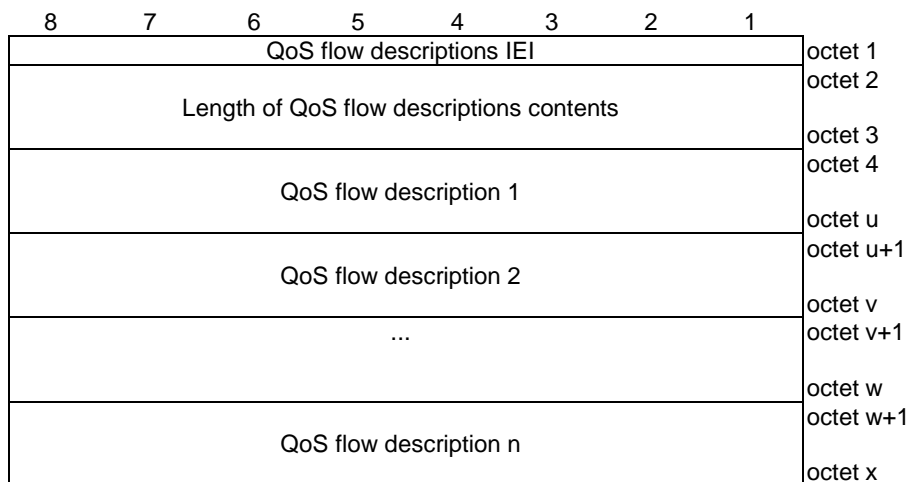 8 7 6 5 4 3 2 1
QoS flow descriptions IEI octet 1
octet 2
Length of QoS flow descriptions contents
octet 3
octet 4
QoS flow description 1
octet u
octet u+1
QoS flow description 2
octet v
... octet v+1
octet w
octet w+1
QoS flow description n
octet x